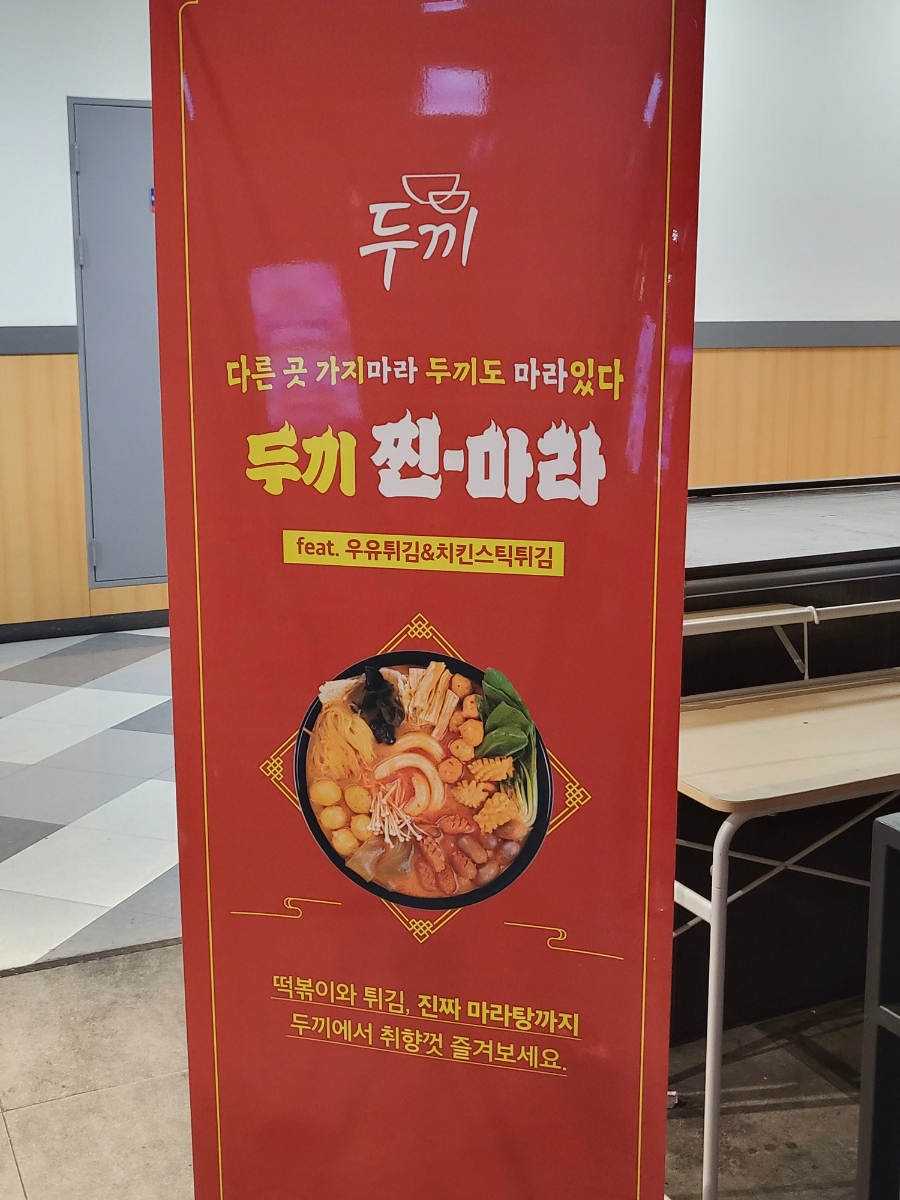 두끼
다른 곳 가지마라 두끼도 마라있다
두끼 찐-마라
feat. 우유튀김&치킨스틱튀김
떡볶이와 튀김, 진짜 마라탕까지
두끼에서 취향껏 즐겨보세요.